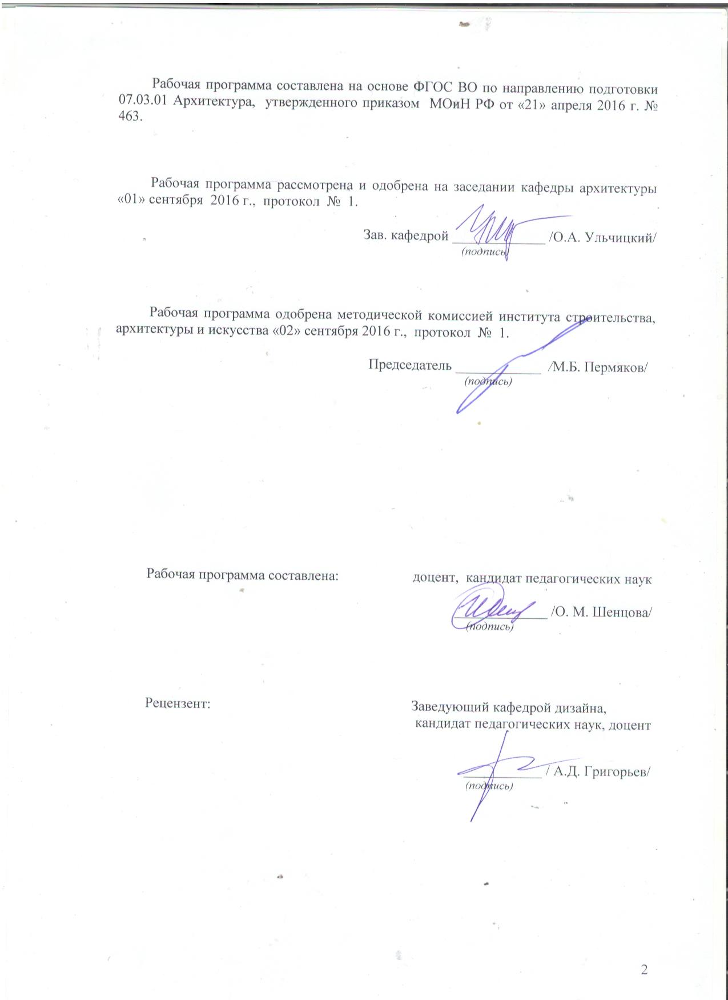 Рабочая программа составлена на основе ФГОС ВО по направлению подготовки
07.03.01 Архитектура, утвержденного приказом МОиН РФ от «21» апреля 2016 г. №
463.
Рабочая программа рассмотрена и одобрена на заседании кафедры архитектуры
«01» сентября 2016 г., протокол № 1.
Зав. кафедрой _____________ /О.А. Ульчицкий/
(подпись)
Рабочая программа одобрена методической комиссией института строительства,
архитектуры и искусства «02» сентября 2016 г., протокол № 1.
Председатель ____________ /М.Б. Пермяков/
(подпись)
Рабочая программа составлена: доцент, кандидат педагогических наук
_____________ /О. М. Шенцова/
(подпись)
Рецензент: Заведующий кафедрой дизайна,
кандидат педагогических наук, доцент
___________ / А.Д. Григорьев/
(подпись)
2